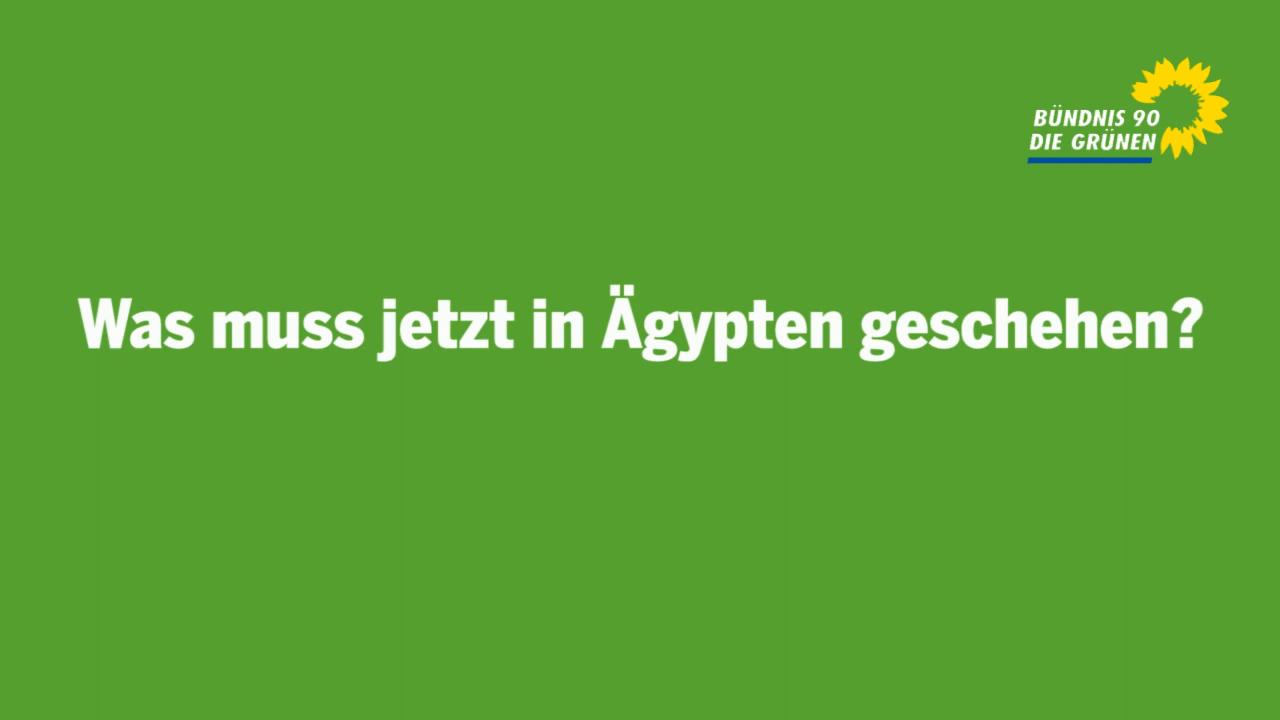 BÜNDNIS 90
DIE GRÜNEN
Was muss jetzt in Ägypten geschehen?